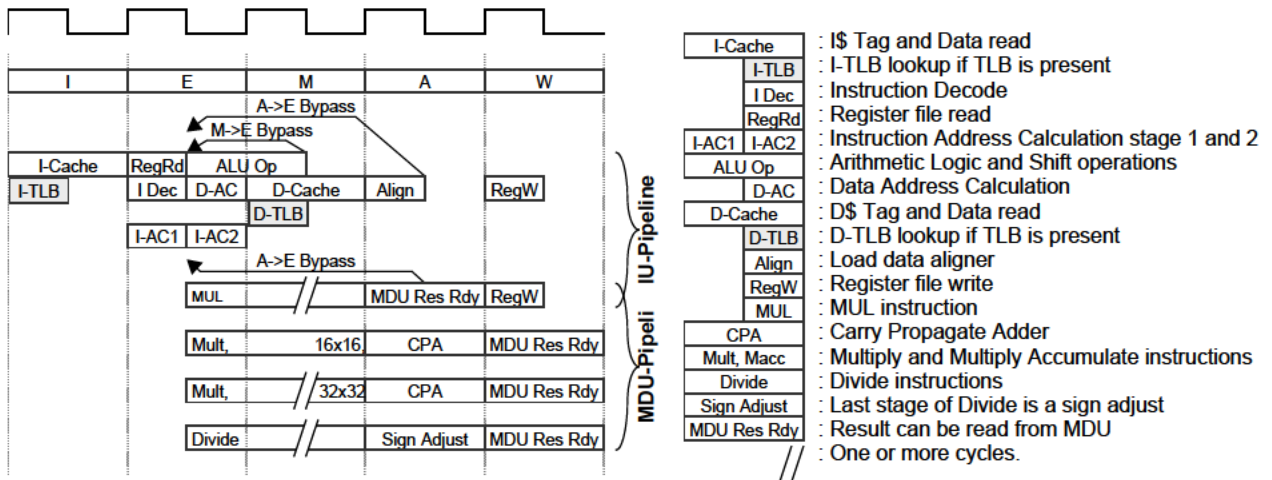 I E M A W
A->E Bypass
M->E Bypass
I-Cache RegRd ALU Op
I-TLB I Dec D-AC D-Cache Align RegW
D-TLB
I-AC1 I-AC2
A->E Bypass
MUL MDU Res Rdy RegW
Mult, 16x16, CPA MDU Res Rdy
Mult, 32x32 CPA MDU Res Rdy
Divide Sign Adjust MDU Res Rdy
IU-Pipeline
MDU-Pipeli
I-Cache : I$ Tag and Data read
I-TLB : I-TLB lookup if TLB is present
I Dec : Instruction Decode
RegRd : Register file read
I-AC1 I-AC2 : Instruction Address Calculation stage 1 and 2
ALU Op : Arithmetic Logic and Shift operations
D-AC : Data Address Calculation
D-Cache : D$ Tag and Data read
D-TLB : D-TLB lookup if TLB is present
Align : Load data aligner
RegW : Register file write
MUL : MUL instruction
CPA : Carry Propagate Adder
Mult, Macc : Multiply and Multiply Accumulate instructions
Divide : Divide instructions
Sign Adjust : Last stage of Divide is a sign adjust
MDU Res Rdy : Result can be read from MDU
: One or more cycles.